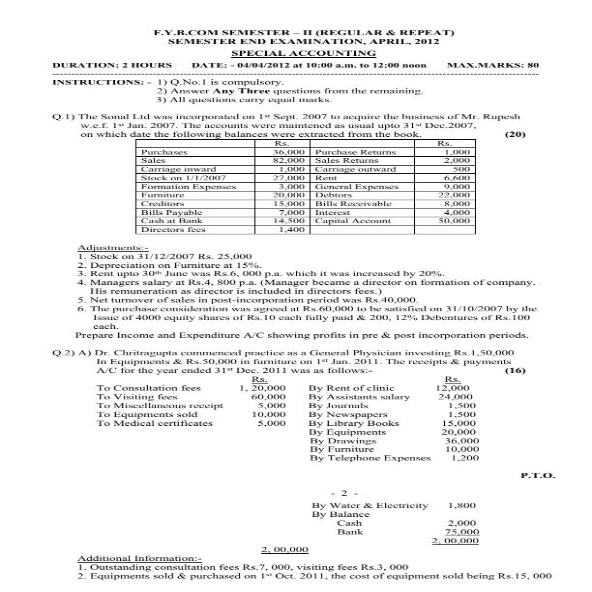 F.Y.B.COM SEMESTER – II (REGULAR & REPEAT)
SEMESTER END EXAMINATION, APRIL, 2012
SPECIAL ACCOUNTING
DURATION: 2 HOURS DATE: - 04/04/2012 at 10:00 a.m. to 12:00 noon MAX.MARKS: 80
INSTRUCTIONS: - 1) Q.No.1 is compulsory.
2) Answer Any Three questions from the remaining.
3) All questions carry equal marks.
Q.1) The Sonal Ltd was incorporated on 1st Sept. 2007 to acquire the business of Mr. Rupesh
w.e.f. 1st Jan. 2007. The accounts were maintened as usual upto 31st Dec.2007,
on which date the following balances were extracted from the book. (20)
Rs. Rs.
Purchases 36,000 Purchase Returns 1,000
Sales 82,000 Sales Returns 2,000
Carriage inward 1,000 Carriage outward 500
Stock on 1/1/2007 27,000 Rent 6,600
Formation Expenses 3,000 General Expenses 9,000
Furniture 20,000 Debtors 22,000
Creditors 15,000 Bills Receivable 8,000
Bills Payable 7,000 Interest 4,000
Cash at Bank 14,500 Capital Account 50,000
Directors fees 1,400
Adjustments:-
1. Stock on 31/12/2007 Rs. 25,000
2. Depreciation on Furniture at 15%.
3. Rent upto 30th June was Rs.6, 000 p.a. which it was increased by 20%.
4. Managers salary at Rs.4, 800 p.a. (Manager became a director on formation of company.
His remuneration as director is included in directors fees.)
5. Net turnover of sales in post-incorporation period was Rs.40,000.
6. The purchase consideration was agreed at Rs.60,000 to be satisfied on 31/10/2007 by the
Issue of 4000 equity shares of Rs.10 each fully paid & 200, 12% Debentures of Rs.100
each.
Prepare Income and Expenditure A/C showing profits in pre & post incorporation periods.
Q.2) A) Dr. Chritragupta commenced practice as a General Physician investing Rs.1,50,000
In Equipments & Rs.50,000 in furniture on 1st Jan. 2011. The receipts & payments
A/C for the year ended 31st Dec. 2011 was as follows:- (16)
Rs. Rs.
To Consultation fees 1, 20,000 By Rent of clinic 12,000
To Visiting fees 60,000 By Assistants salary 24,000
To Miscellaneous receipt 5,000 By Journals 1,500
To Equipments sold 10,000 By Newspapers 1,500
To Medical certificates 5,000 By Library Books 15,000
By Equipments 20,000
By Drawings 36,000
By Furniture 10,000
By Telephone Expenses 1,200
P.T.O.
- 2 -
By Water & Electricity 1,800
By Balance
Cash 2,000
Bank 75,000
2, 00,000
2, 00,000
Additional Information:-
1. Outstanding consultation fees Rs.7, 000, visiting fees Rs.3, 000
2. Equipments sold & purchased on 1st Oct. 2011, the cost of equipment sold being Rs.15, 000